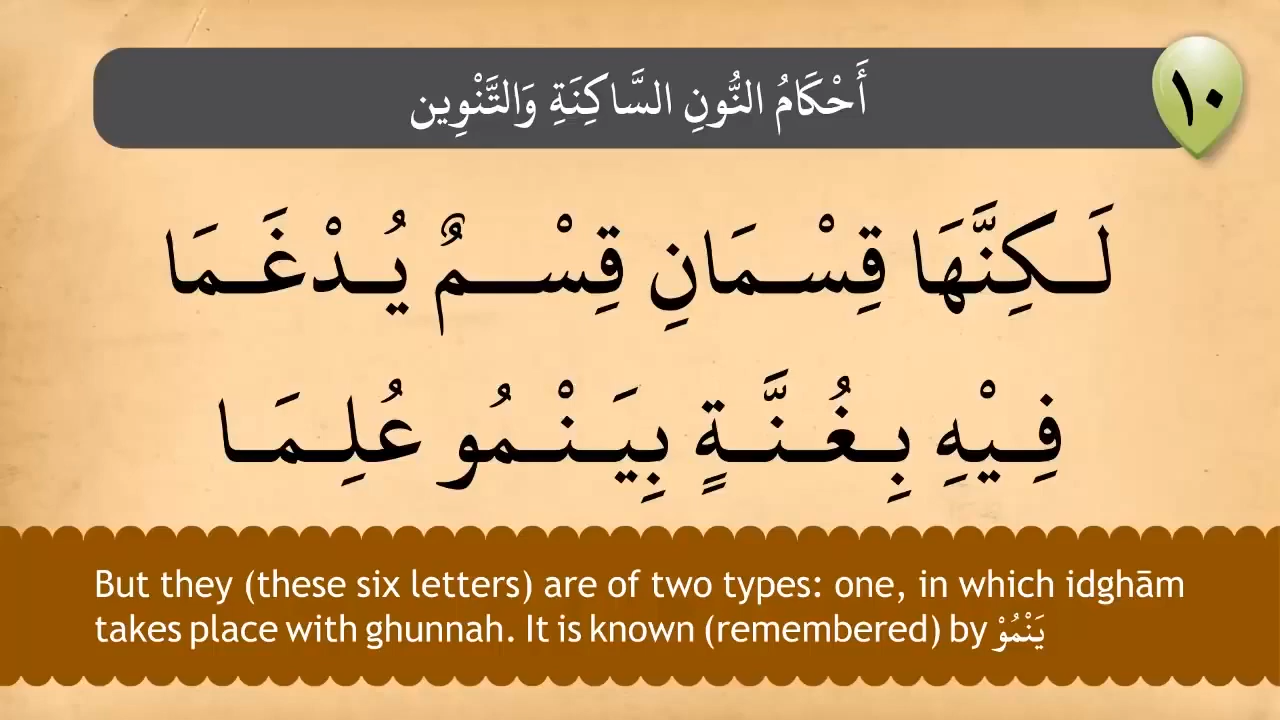 أَحْكَامُ النُّونِ السَّاكِنَةِ وَالتَّنْوِين
١٠
لَـكِنَّهَا قِسْـمَانِ قِسْـــمٌ يُـدْغَـمَا
فِـيْهِ بِـغُـنَّـةٍ بِيَـنْـمُو عُلِـمَـا
But they (these six letters) are of two types: one, in which idghām
takes place with ghunnah. It is known (remembered) by يَنْمُوْ